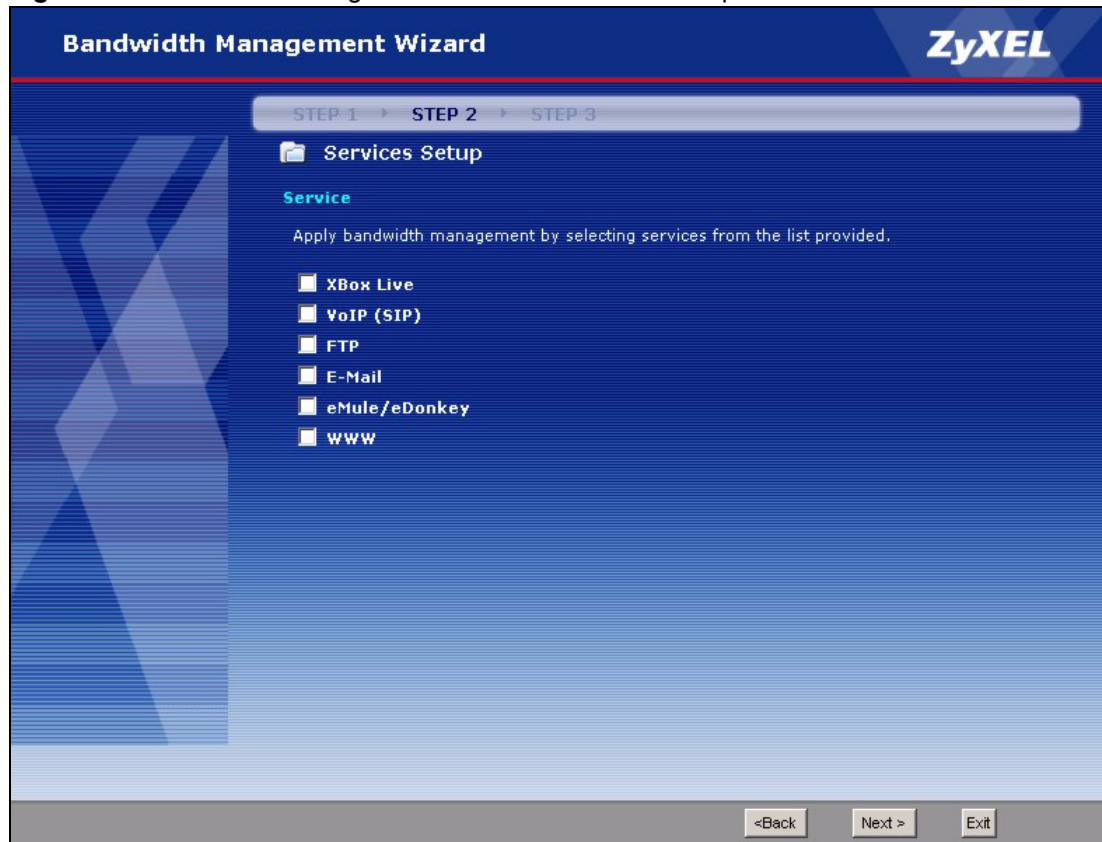 Bandwidth Management Wizard
ZyXEL
STEP 1 STEP 2 STEP 3
Services Setup
Service
Apply bandwidth management by selecting services from the list provided.
XBox Live
VoIP (SIP)
FTP
E-Mail
eMule/eDonkey
WWW
<Back Next > Exit